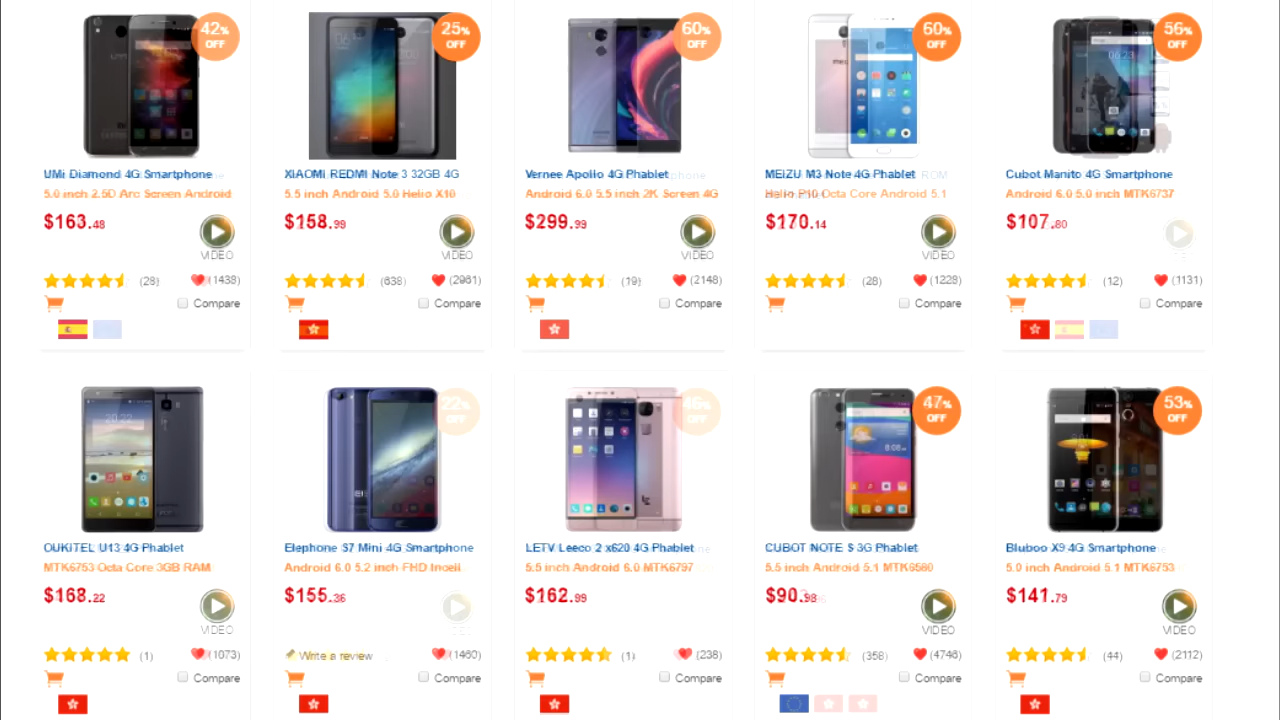 42% OFF
25% OFF
60% OFF
60% OFF
56% OFF
UMi Diamond 4G Smartphone
5.0 inch 2.5D Arc Screen Android
$163.48
VIDEO
(28) (1438)
Compare
XIAOMI REDMI Note 3 32GB 4G
5.5 inch Android 5.0 Helio X10
$158.99
VIDEO
(638) (2961)
Compare
Vernee Apollo 4G Phablet
Android 6.0 5.5 inch 2K Screen 4G
$299.99
VIDEO
(19) (2148)
Compare
MEIZU M3 Note 4G Phablet
Helio P10 Octa Core Android 5.1
$170.14
VIDEO
(28) (1228)
Compare
Cubot Manito 4G Smartphone
Android 6.0 5.0 inch MTK6737
$107.80
(12) (1131)
Compare
22% OFF
46% OFF
47% OFF
53% OFF
OUKITEL U13 4G Phablet
MTK6753 Octa Core 3GB RAM
$168.22
VIDEO
(1) (1073)
Compare
Elephone S7 Mini 4G Smartphone
Android 6.0 5.2 inch FHD Incell
$155.36
Write a review (1460)
Compare
LETV Leeco 2 x620 4G Phablet
5.5 inch Android 6.0 MTK6797
$162.99
(1) (238)
Compare
CUBOT NOTE S 3G Phablet
5.5 inch Android 5.1 MTK6580
$90.98
VIDEO
(358) (4746)
Compare
Bluboo X9 4G Smartphone
5.0 inch Android 5.1 MTK6753
$141.79
VIDEO
(44) (2112)
Compare